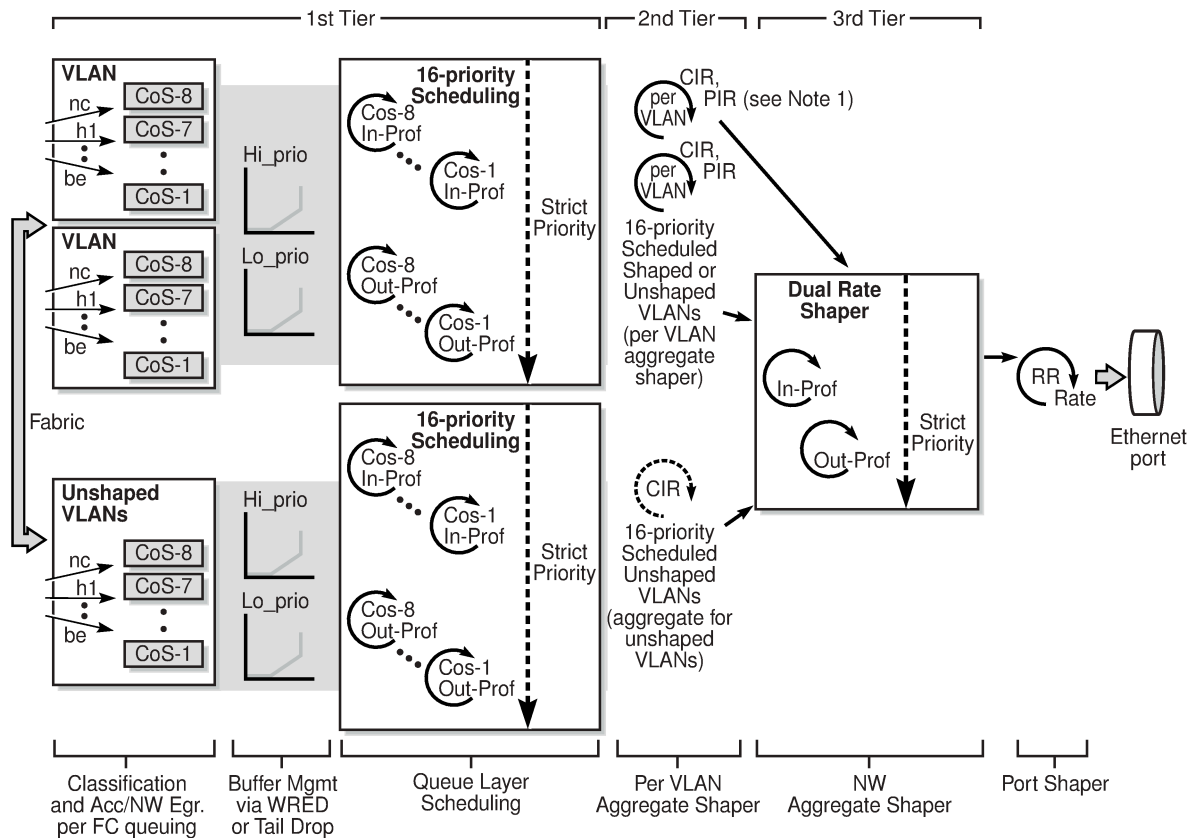 1st Tier
2nd Tier
3rd Tier
VLAN
nc
h1
be
CoS-8
CoS-7
CoS-1
VLAN
nc
h1
be
CoS-8
CoS-7
CoS-1
Fabric
Unshaped
VLANs
nc
h1
be
CoS-8
CoS-7
CoS-1
Hi_prio
Lo_prio
Hi_prio
Lo_prio
16-priority
Scheduling
Cos-8
In-Prof
Cos-1
In-Prof
Cos-8
Out-Prof
Cos-1
Out-Prof
Strict
Priority
16-priority
Scheduling
Cos-8
In-Prof
Cos-1
In-Prof
Cos-8
Out-Prof
Cos-1
Out-Prof
Strict
Priority
per
VLAN
CIR,
PIR (see Note 1)
per
VLAN
CIR,
PIR
16-priority
Scheduled
Shaped or
Unshaped
VLANs
(per VLAN
aggregate
shaper)
CIR
16-priority
Scheduled
Unshaped
VLANs
(aggregate for
unshaped
VLANs)
Dual Rate
Shaper
In-Prof
Out-Prof
Strict
Priority
RR
Rate
Ethernet
port
Classification
and Acc/NW Egr.
per FC queuing
Buffer Mgmt
via WRED
or Tail Drop
Queue Layer
Scheduling
Per VLAN
Aggregate Shaper
NW
Aggregate Shaper
Port Shaper